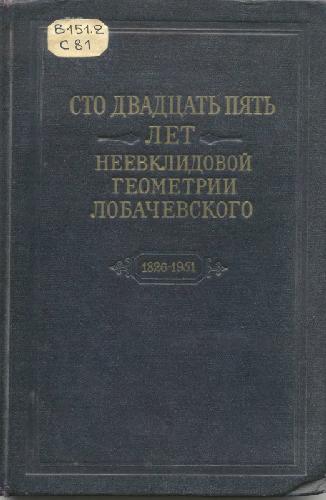 В151.2
С81
СТО ДВАДЦАТЬ ПЯТЬ
ЛЕТ
НЕЕВКЛИДОВОЙ
ГЕОМЕТРИИ
ЛОБАЧЕВСКОГО
1826-1951